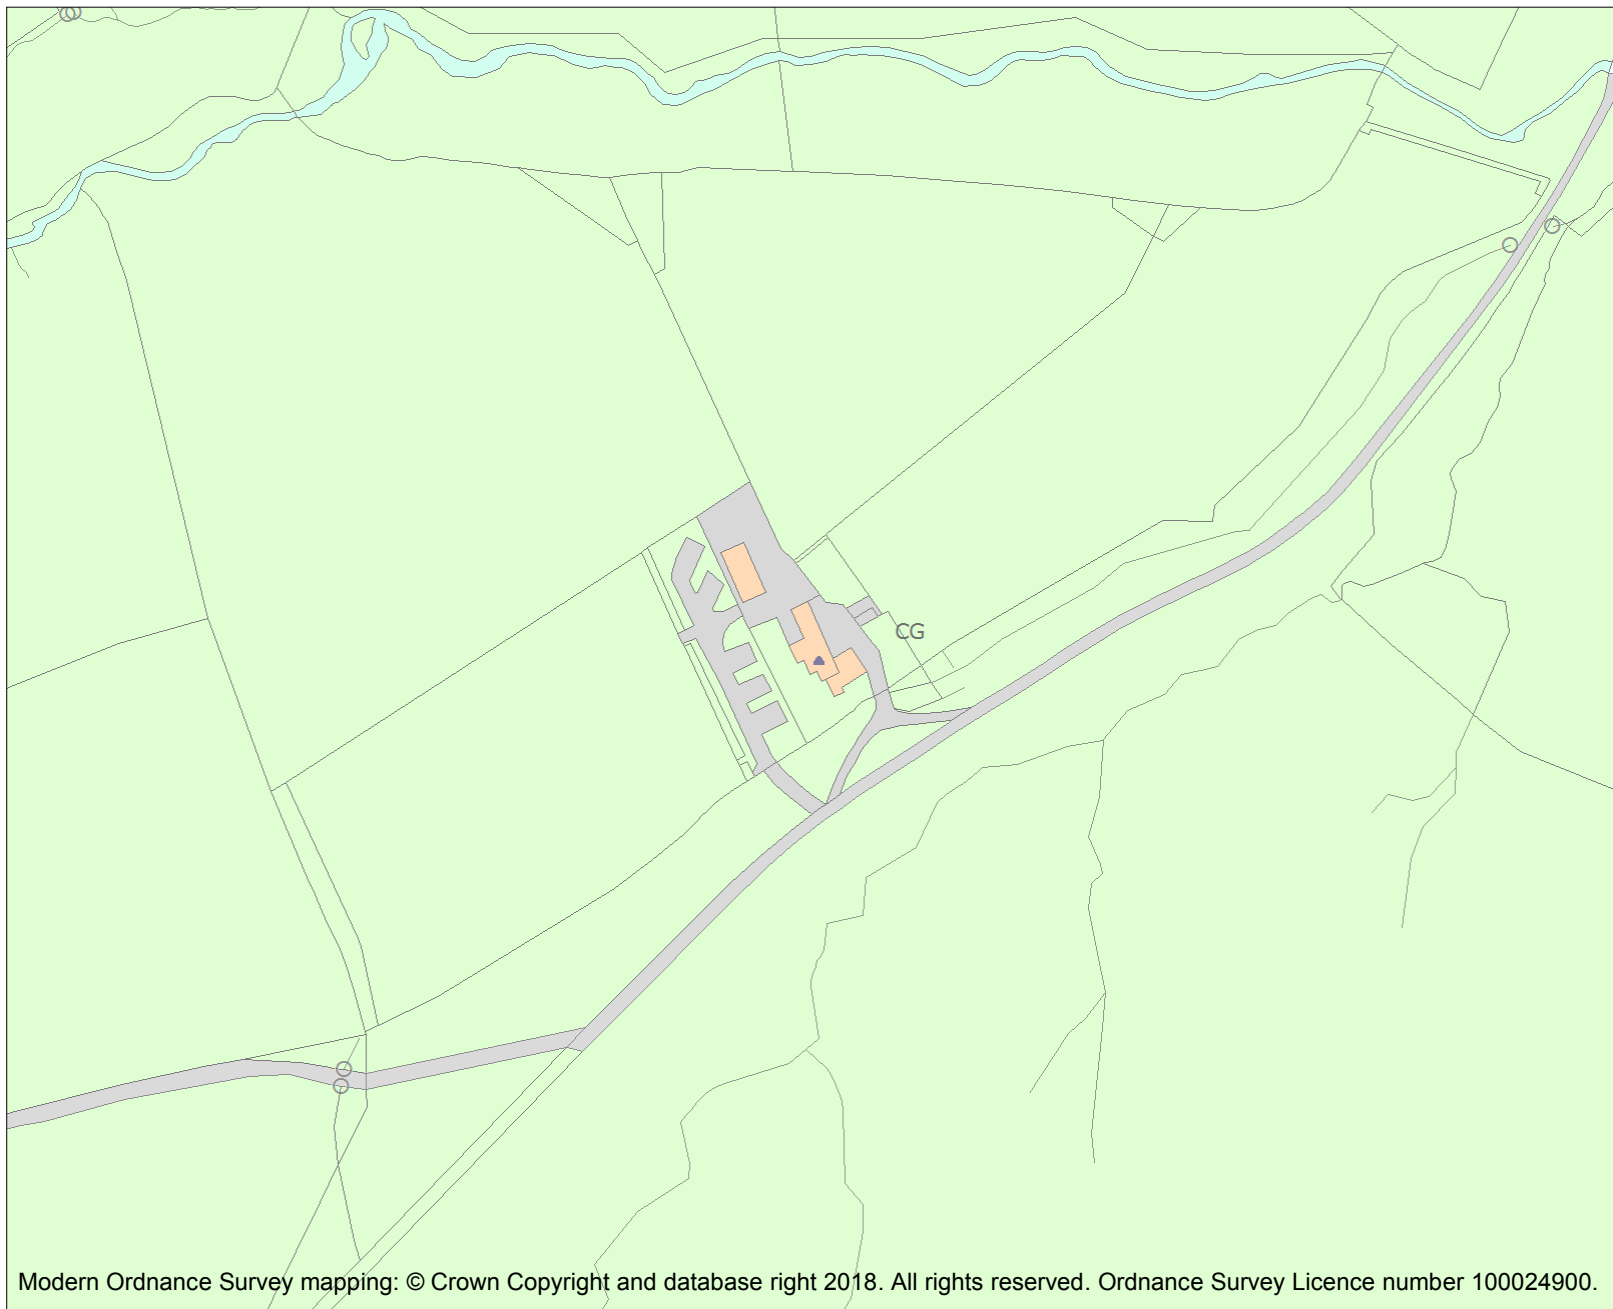 CG
Modern Ordnance Survey mapping: © Crown Copyright and database right 2018. All rights reserved. Ordnance Survey Licence number 100024900.